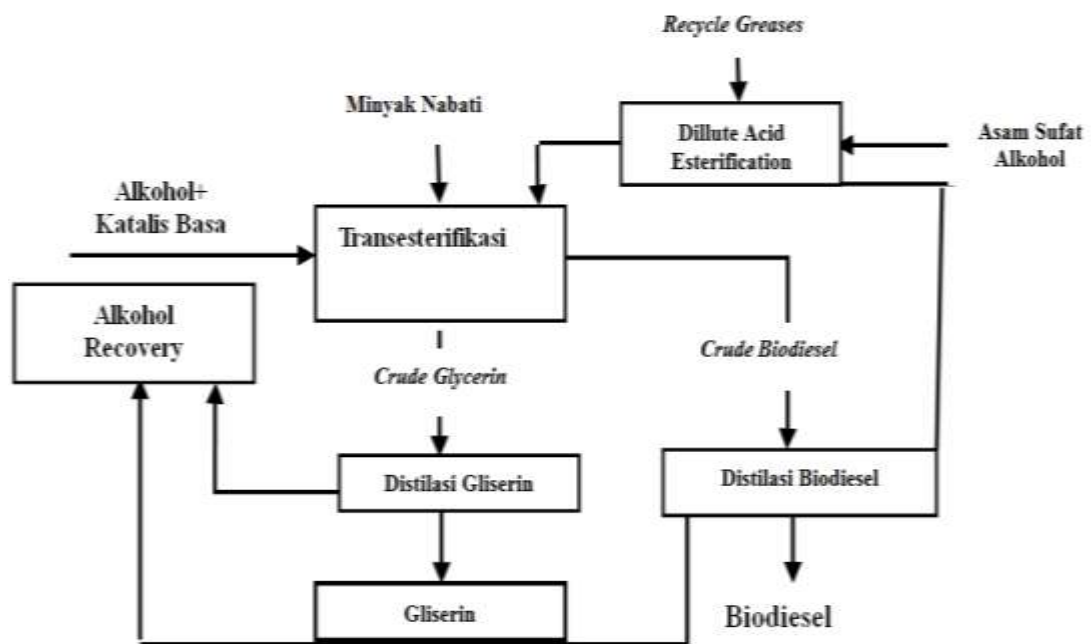 Recycle Greases
Minyak Nabati
Dillute Acid
Esterification
Asam Sufat
Alkohol
Alkohol+
Katalis Basa
Transesterifikasi
Alkohol
Recovery
Crude Glycerin
Crude Biodiesel
Distilasi Gliserin
Distilasi Biodiesel
Gliserin
Biodiesel